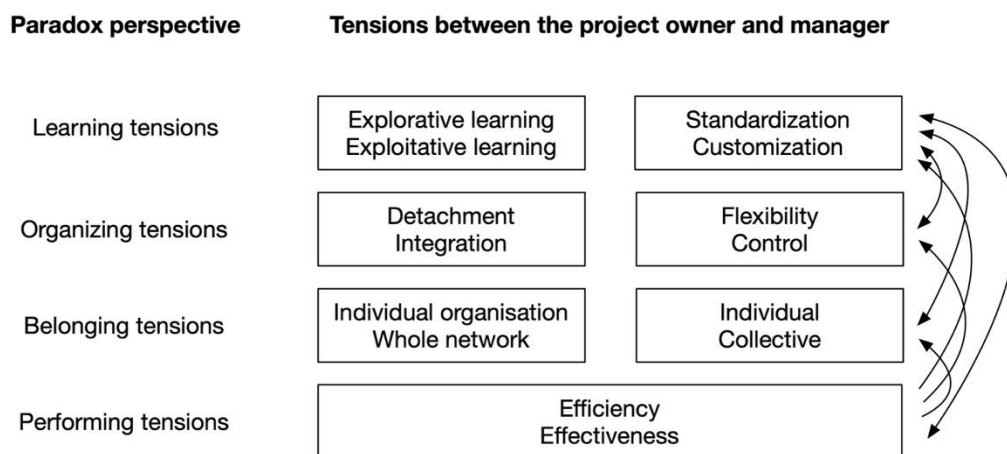 Paradox perspective
Tensions between the project owner and manager
Learning tensions
Explorative learning
Exploitative learning
Standardization
Customization
Organizing tensions
Detachment
Integration
Flexibility
Control
Belonging tensions
Individual organisation
Whole network
Individual
Collective
Performing tensions
Efficiency
Effectiveness